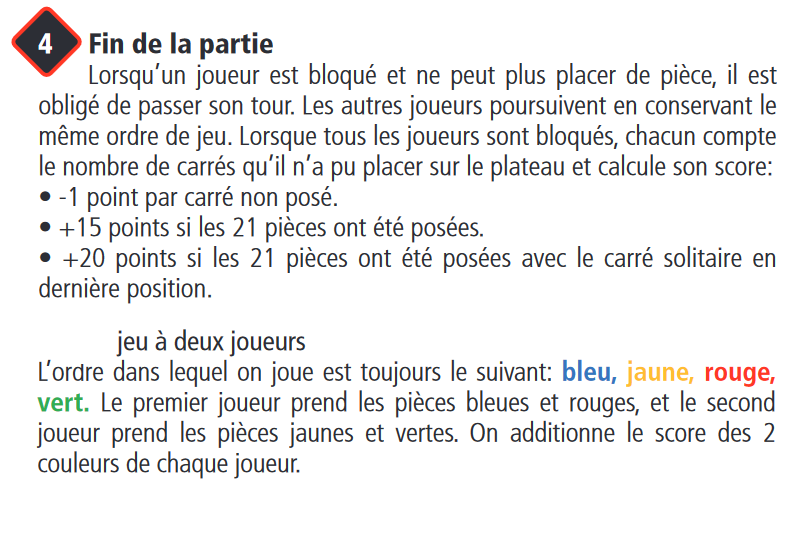 4 Fin de la partie
Lorsqu'un joueur est bloqué et ne peut plus placer de pièce, il est
obligé de passer son tour. Les autres joueurs poursuivent en conservant le
même ordre de jeu. Lorsque tous les joueurs sont bloqués, chacun compte
le nombre de carrés qu'il n'a pu placer sur le plateau et calcule son score:
• -1 point par carré non posé.
• +15 points si les 21 pièces ont été posées.
• +20 points si les 21 pièces ont été posées avec le carré solitaire en
dernière position.
jeu à deux joueurs
L'ordre dans lequel on joue est toujours le suivant: bleu, jaune, rouge,
vert. Le premier joueur prend les pièces bleues et rouges, et le second
joueur prend les pièces jaunes et vertes. On additionne le score des 2
couleurs de chaque joueur.